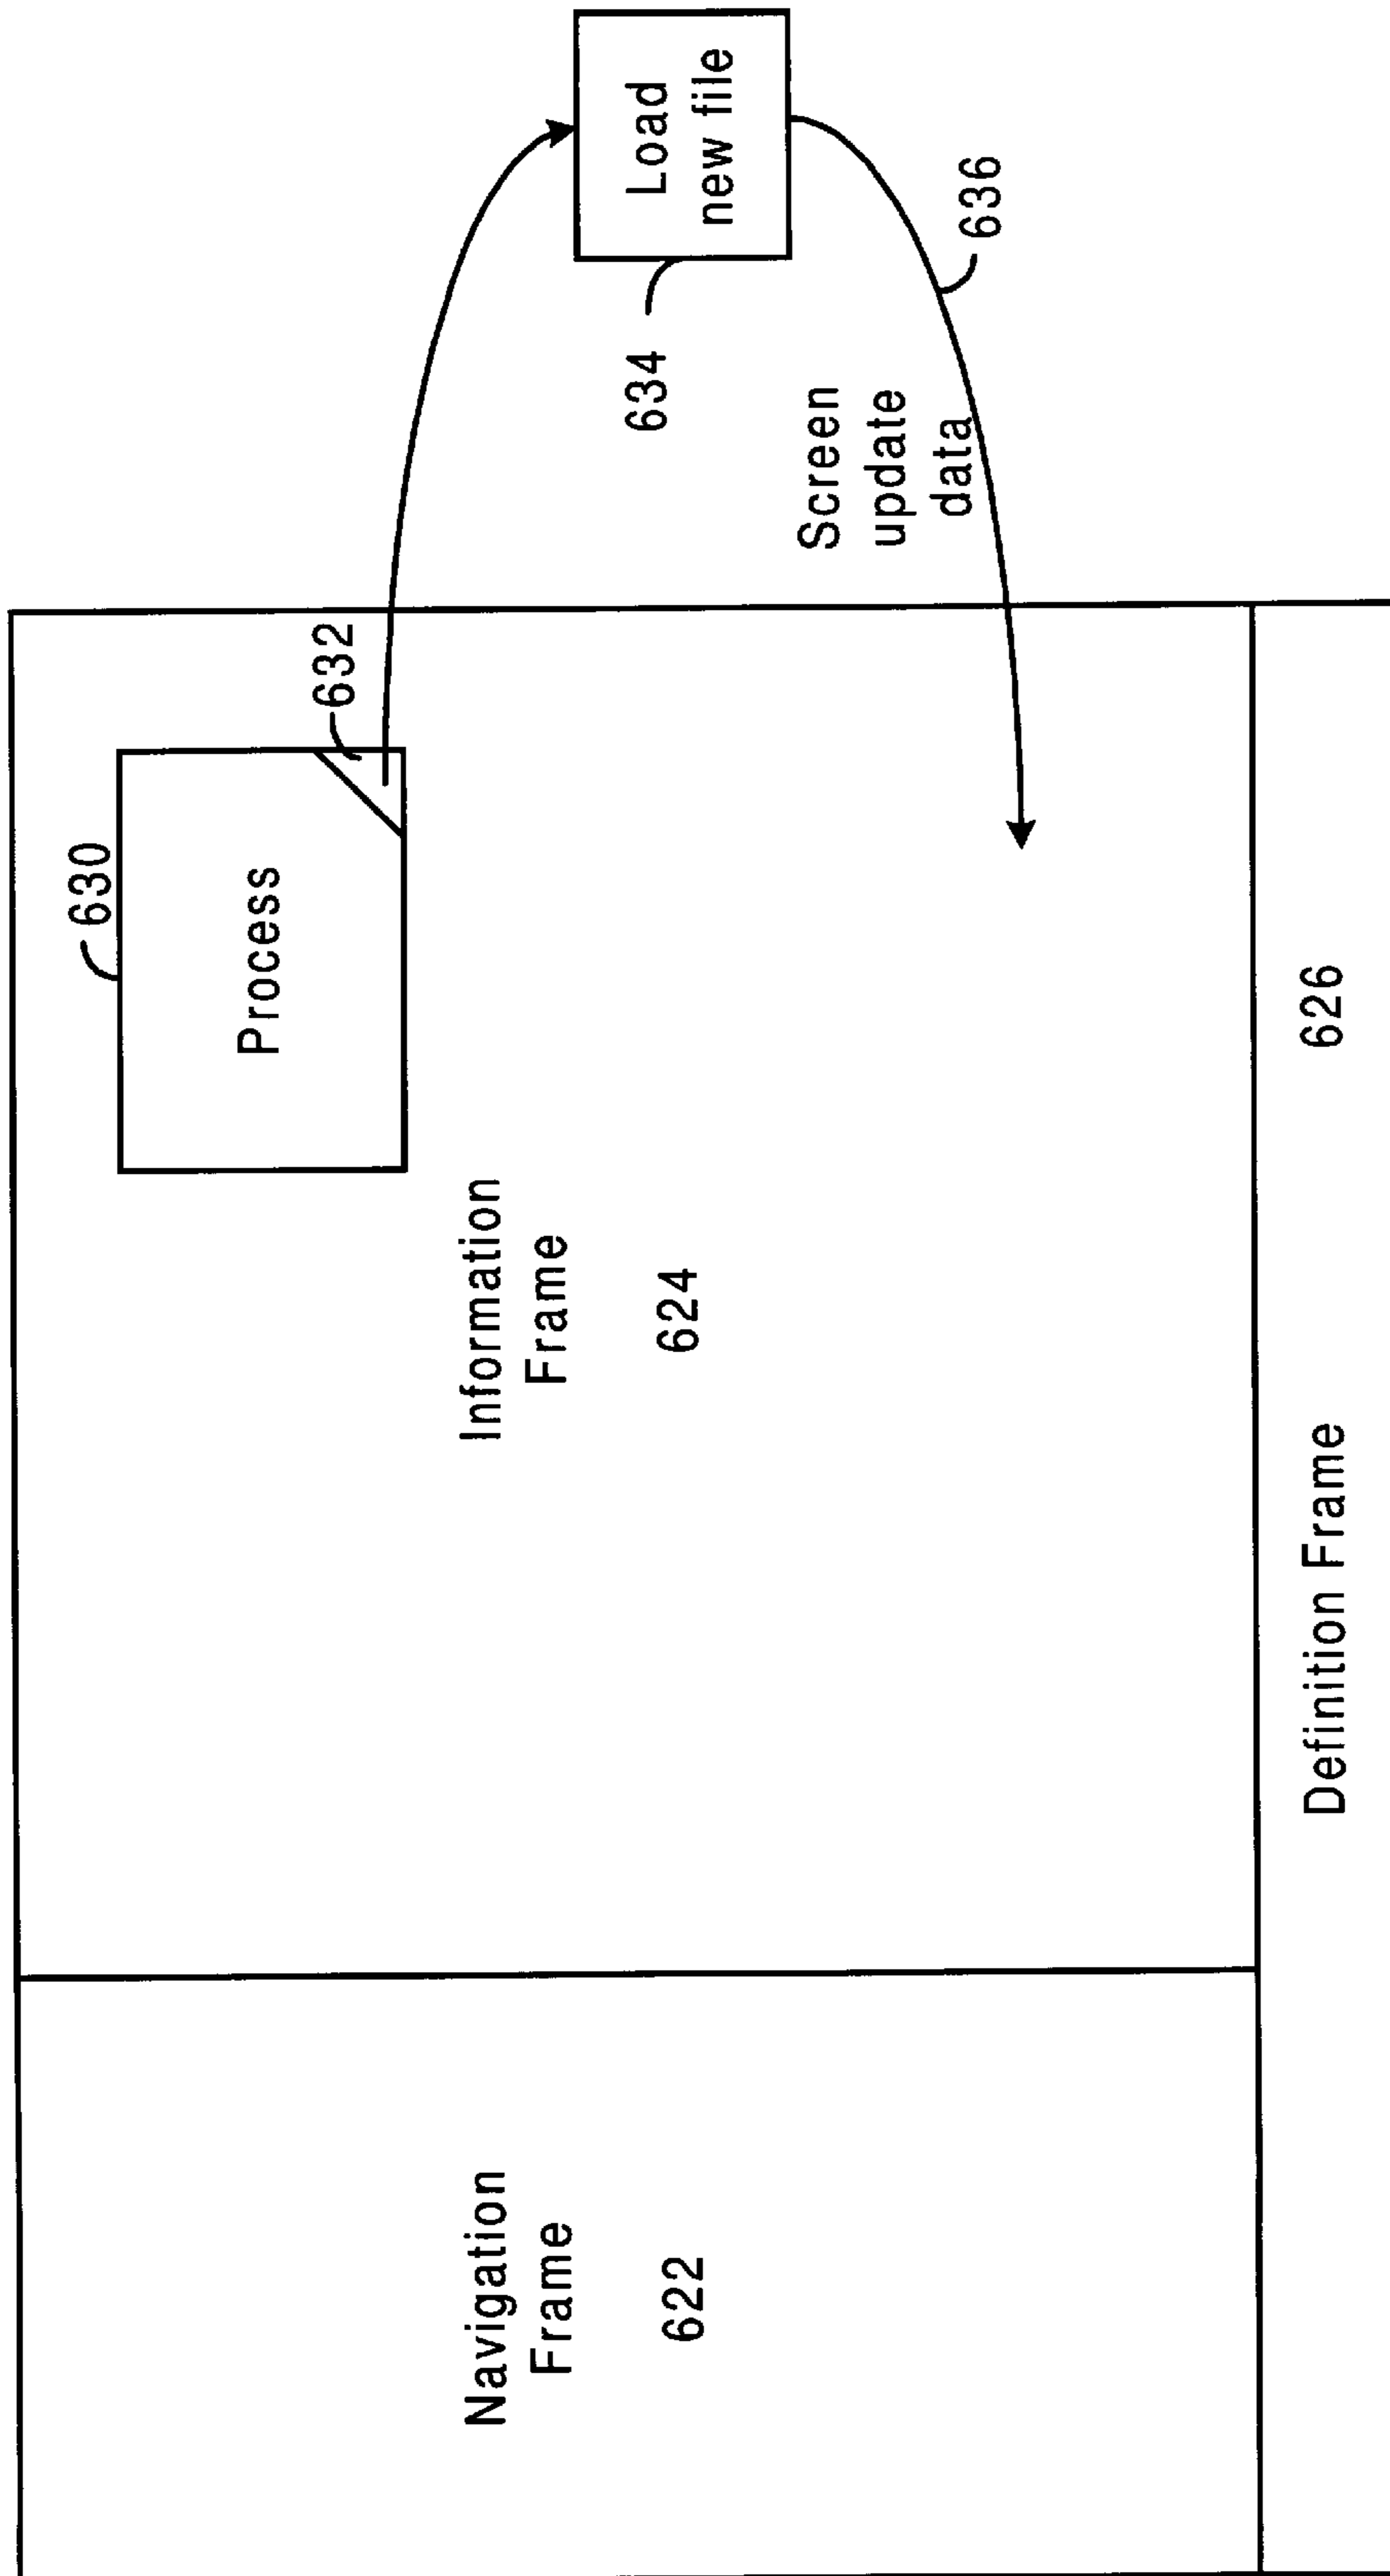 Navigation
Frame
622
Information
Frame
624
630
Process
632
Load
new file
634
Screen
update
data
636
Definition Frame
626